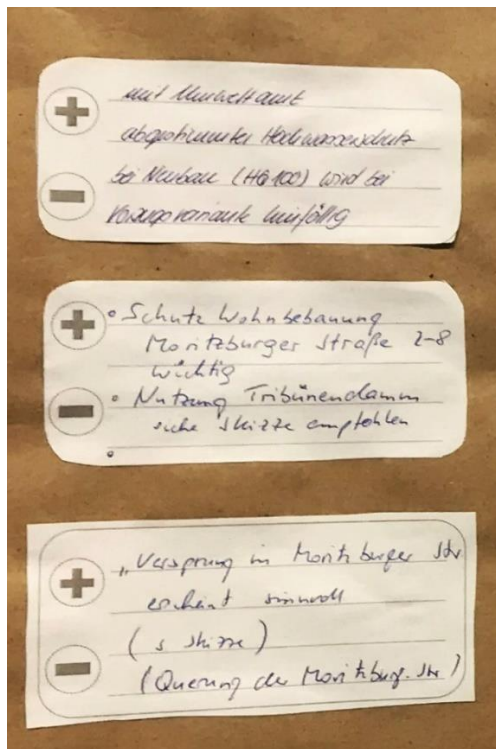 mit Umweltamt
abgestimmter Hochwasserschutz
bei Neubau (HQ100) wird bei
Vorzugsvariante hinfällig
• Schutz Wohnbebauung
Moritzburger Straße 2-8
wichtig
• Nutzung Tribünendamm
siehe Skizze empfohlen
"Versprung in Moritzburger Str
erscheint sinnvoll
(s Skizze)
(Querung der Moritzburg. Str)